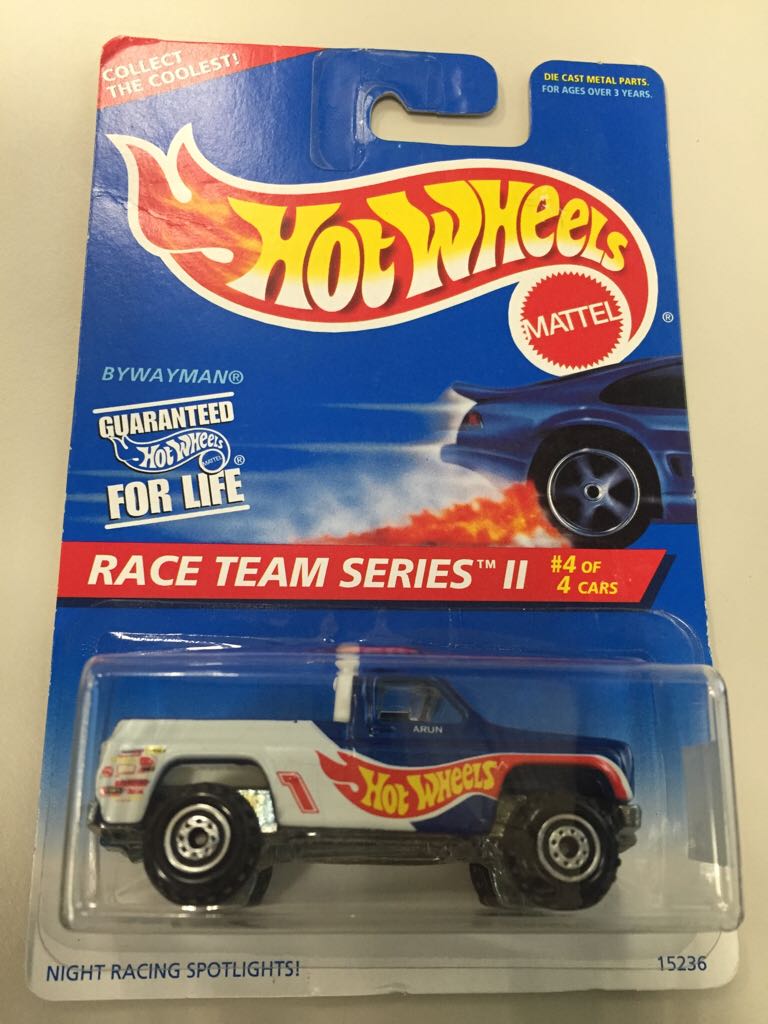 COLLECT
THE COOLEST!
DIE CAST METAL PARTS.
FOR AGES OVER 3 YEARS.
HOT WHEELS
MATTEL
®
BYWAYMAN®
GUARANTEED
HOT WHEELS
MATTEL
®
FOR LIFE
RACE TEAM SERIES™ II
#4 OF
4 CARS
ARUN
1
HOT WHEELS
NIGHT RACING SPOTLIGHTS!
15236